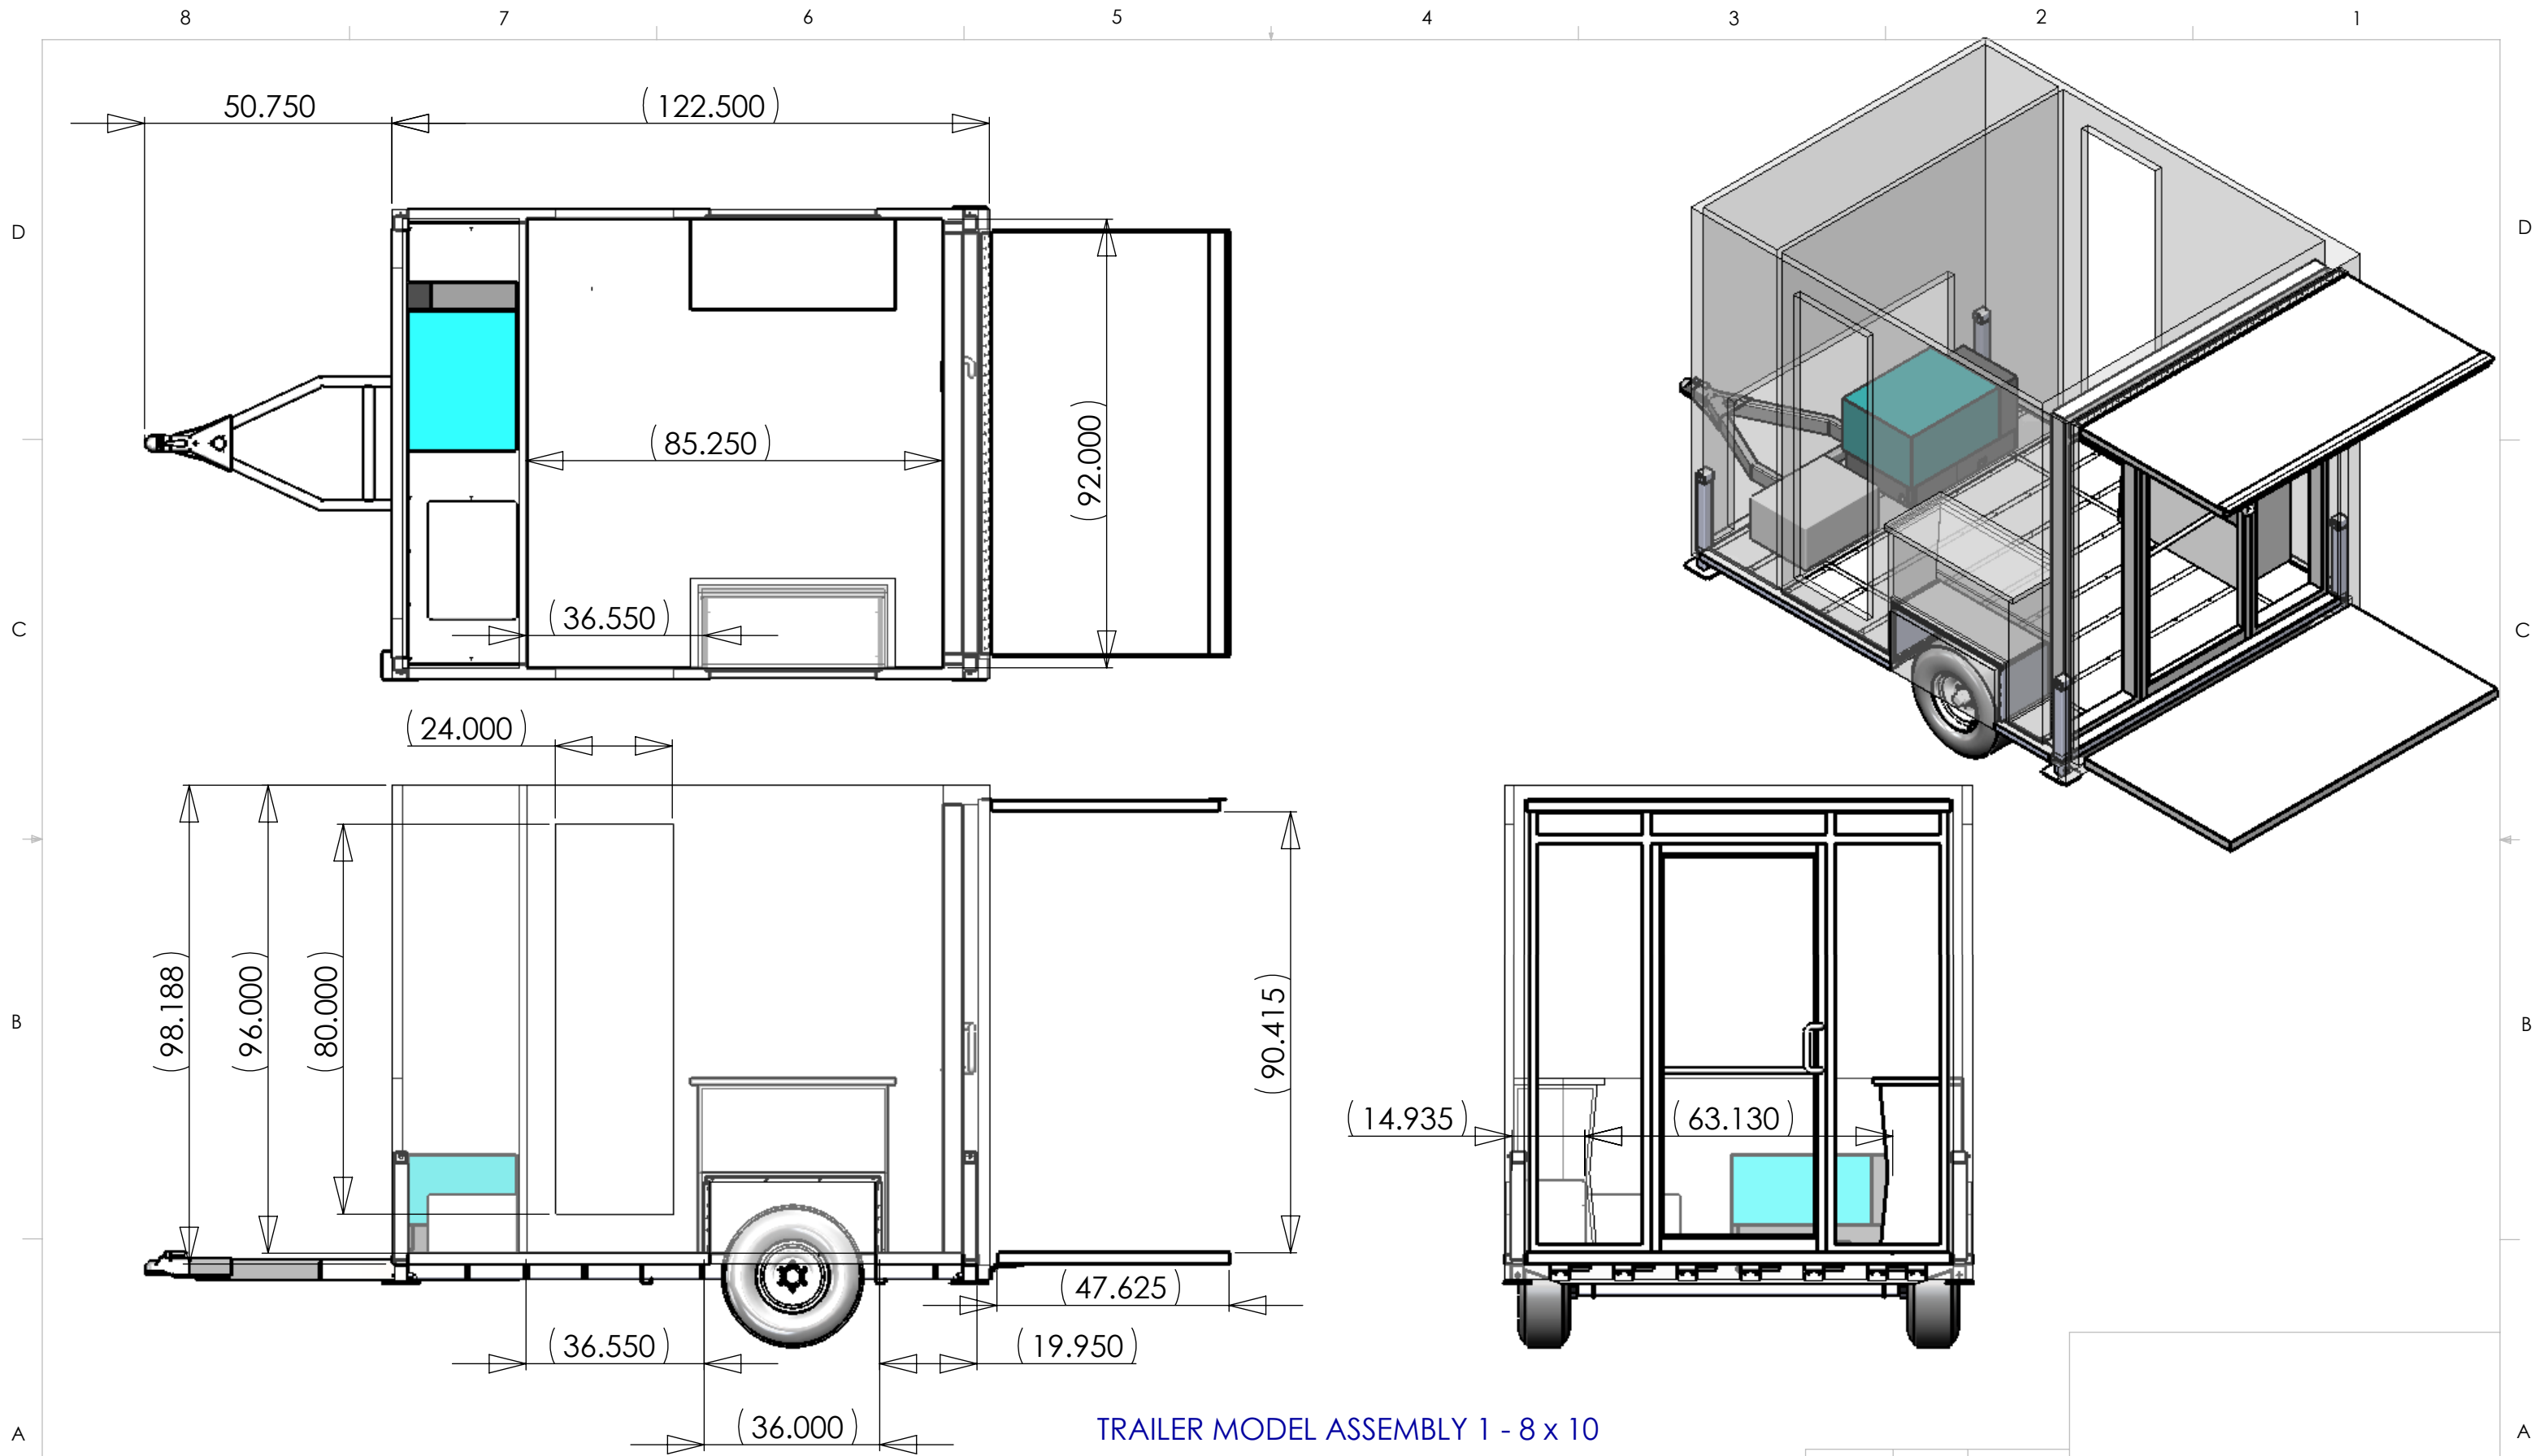 8 7 6 5 4 3 2 1
50.750
(122.500)
D D
(85.250)
(92.000)
C C
(36.550)
(24.000)
(98.188)
(96.000)
(80.000)
(90.415)
B B
(14.935)
(63.130)
(47.625)
(36.550)
(19.950)
(36.000)
TRAILER MODEL ASSEMBLY 1 - 8 x 10
A A